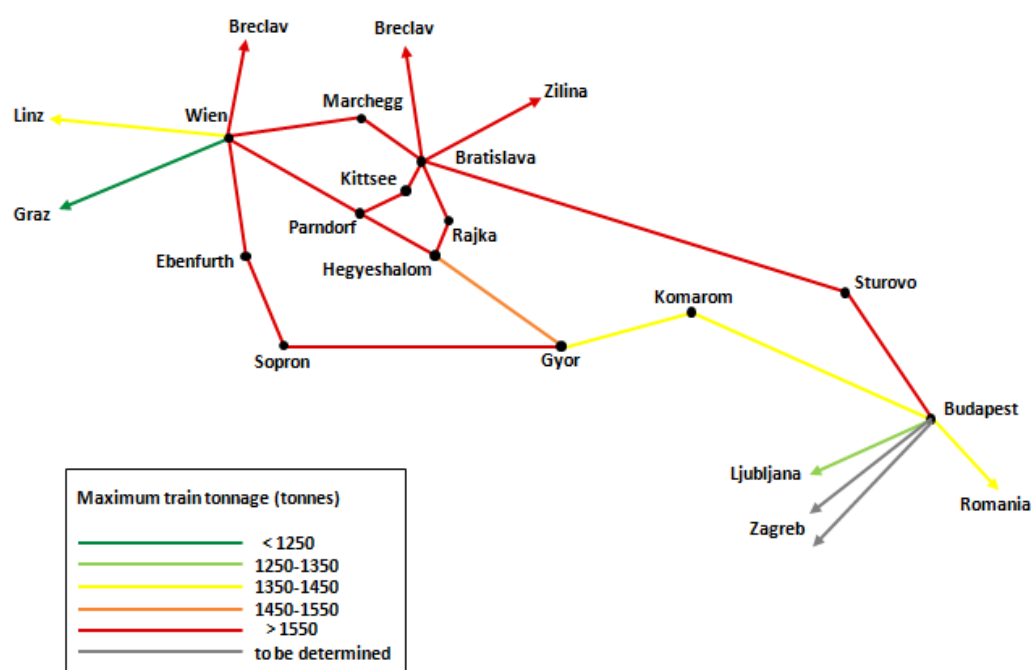 Breclav
Breclav
Zilina
Linz
Wien
Marchegg
Bratislava
Kittsee
Graz
Parndorf
Rajka
Ebenfurth
Hegyeshalom
Sturovo
Komarom
Sopron
Gyor
Budapest
Ljubljana
Romania
Zagreb
Maximum train tonnage (tonnes)
< 1250
1250-1350
1350-1450
1450-1550
> 1550
to be determined